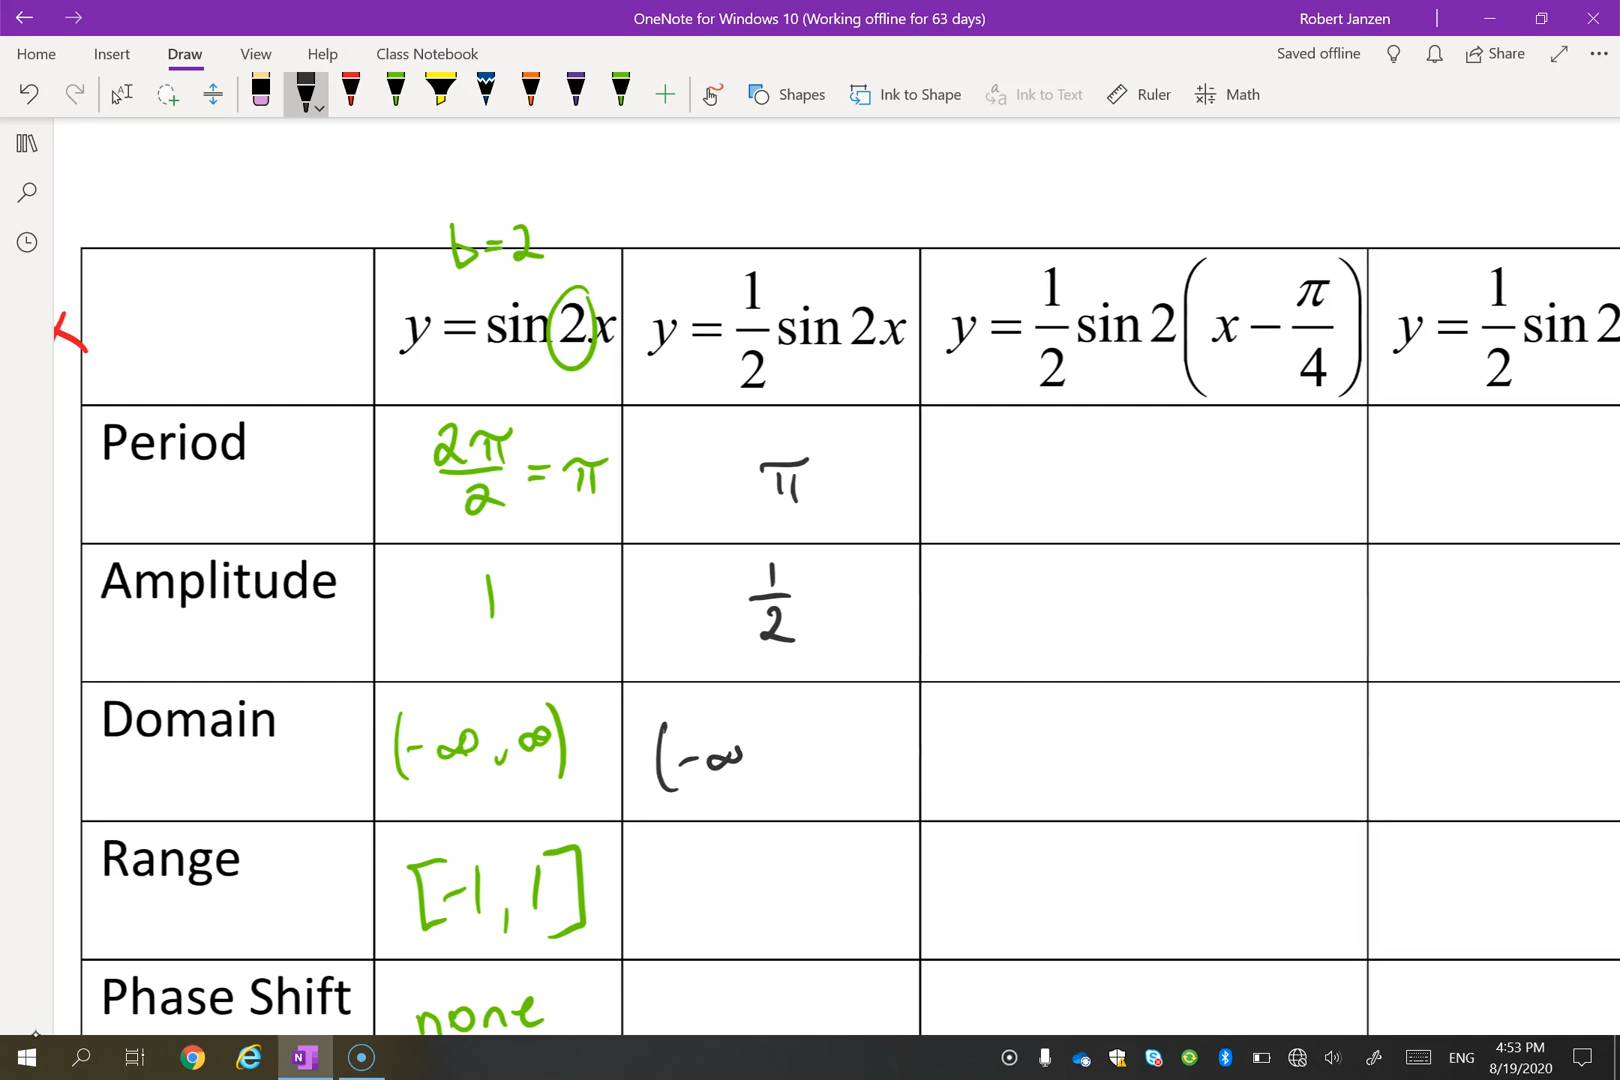 OneNote for Windows 10 (Working offline for 63 days)
Robert Janzen
Home Insert Draw View Help Class Notebook
Saved offline Share
Shapes Ink to Shape Ink to Text Ruler Math
b = 2
y = sin 2x
y = 1/2 sin 2x
y = 1/2 sin 2(x − π/4)
y = 1/2 sin 2
Period 2π/2 = π π
Amplitude 1 1/2
Domain (-∞, ∞) (-∞
Range [-1, 1]
Phase Shift none
ENG
4:53 PM
8/19/2020